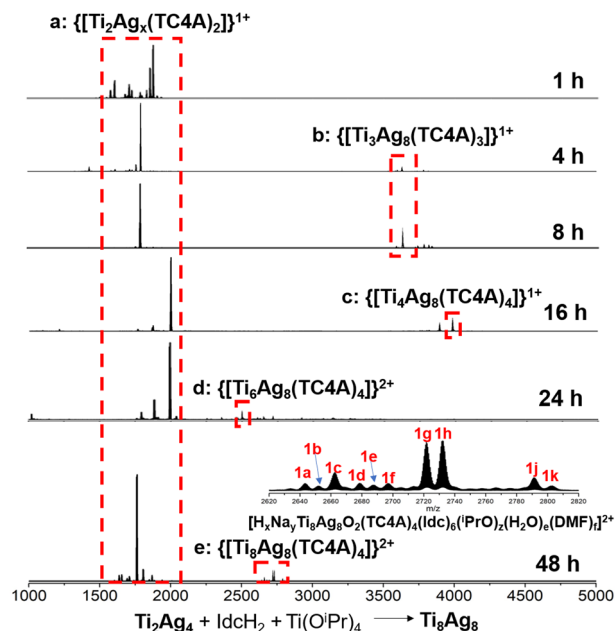 a: {[Ti₂Agₓ(TC4A)₂]}¹⁺
1 h
4 h
b: {[Ti₃Ag₈(TC4A)₃]}¹⁺
8 h
c: {[Ti₄Ag₈(TC4A)₄]}¹⁺
16 h
d: {[Ti₆Ag₈(TC4A)₄]}²⁺
24 h
1a 1b 1c 1d 1e 1f 1g 1h 1j 1k
2620 2640 2660 2680 2700 2720 2740 2760 2780 2800 2820
m/z
[HₓNaᵧTi₈Ag₈O₂(TC4A)₄(Idc)₆(ⁱPrO)_z(H₂O)ₑ(DMF)_f]²⁺
e: {[Ti₈Ag₈(TC4A)₄]}²⁺
48 h
1000 1500 2000 2500 3000 3500 4000 4500 5000
Ti₂Ag₄ + IdcH₂ + Ti(OⁱPr)₄ ⟶ Ti₈Ag₈